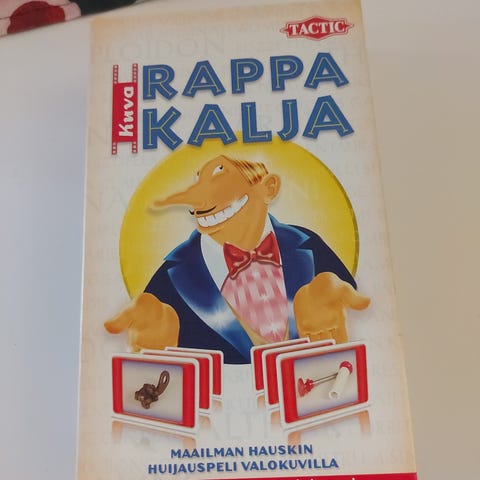 TACTIC
Kuva
RAPPA
KALJA
MAAILMAN HAUSKIN
HUIJAUSPELI VALOKUVILLA